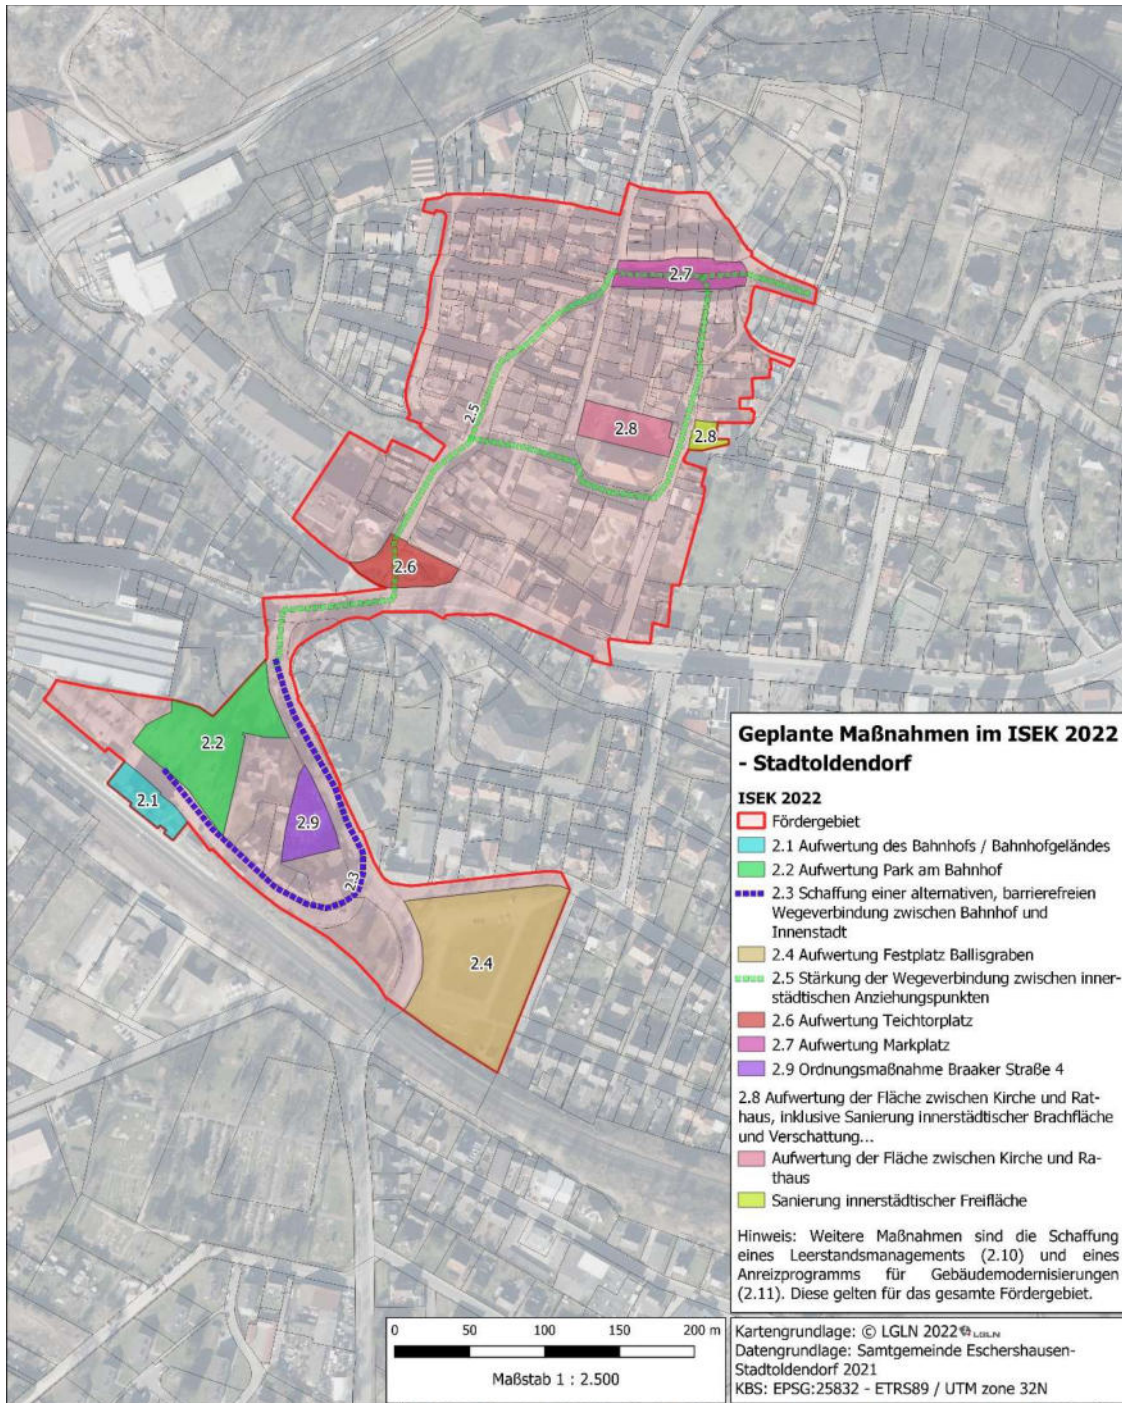 2.7
2.5
2.8
2.8
2.6
2.2
2.1
2.9
2.3
2.4
Geplante Maßnahmen im ISEK 2022
- Stadtoldendorf
ISEK 2022
Fördergebiet
2.1 Aufwertung des Bahnhofs / Bahnhofgeländes
2.2 Aufwertung Park am Bahnhof
2.3 Schaffung einer alternativen, barrierefreien
Wegeverbindung zwischen Bahnhof und
Innenstadt
2.4 Aufwertung Festplatz Ballisgraben
2.5 Stärkung der Wegeverbindung zwischen inner-
städtischen Anziehungspunkten
2.6 Aufwertung Teichtorplatz
2.7 Aufwertung Markplatz
2.9 Ordnungsmaßnahme Braaker Straße 4
2.8 Aufwertung der Fläche zwischen Kirche und Rat-
haus, inklusive Sanierung innerstädtischer Brachfläche
und Verschattung...
Aufwertung der Fläche zwischen Kirche und Ra-
thaus
Sanierung innerstädtischer Freifläche
Hinweis: Weitere Maßnahmen sind die Schaffung
eines Leerstandsmanagements (2.10) und eines
Anreizprogramms für Gebäudemodernisierungen
(2.11). Diese gelten für das gesamte Fördergebiet.
0 50 100 150 200 m
Maßstab 1 : 2.500
Kartengrundlage: © LGLN 2022 LGLN
Datengrundlage: Samtgemeinde Eschershausen-
Stadtoldendorf 2021
KBS: EPSG:25832 - ETRS89 / UTM zone 32N